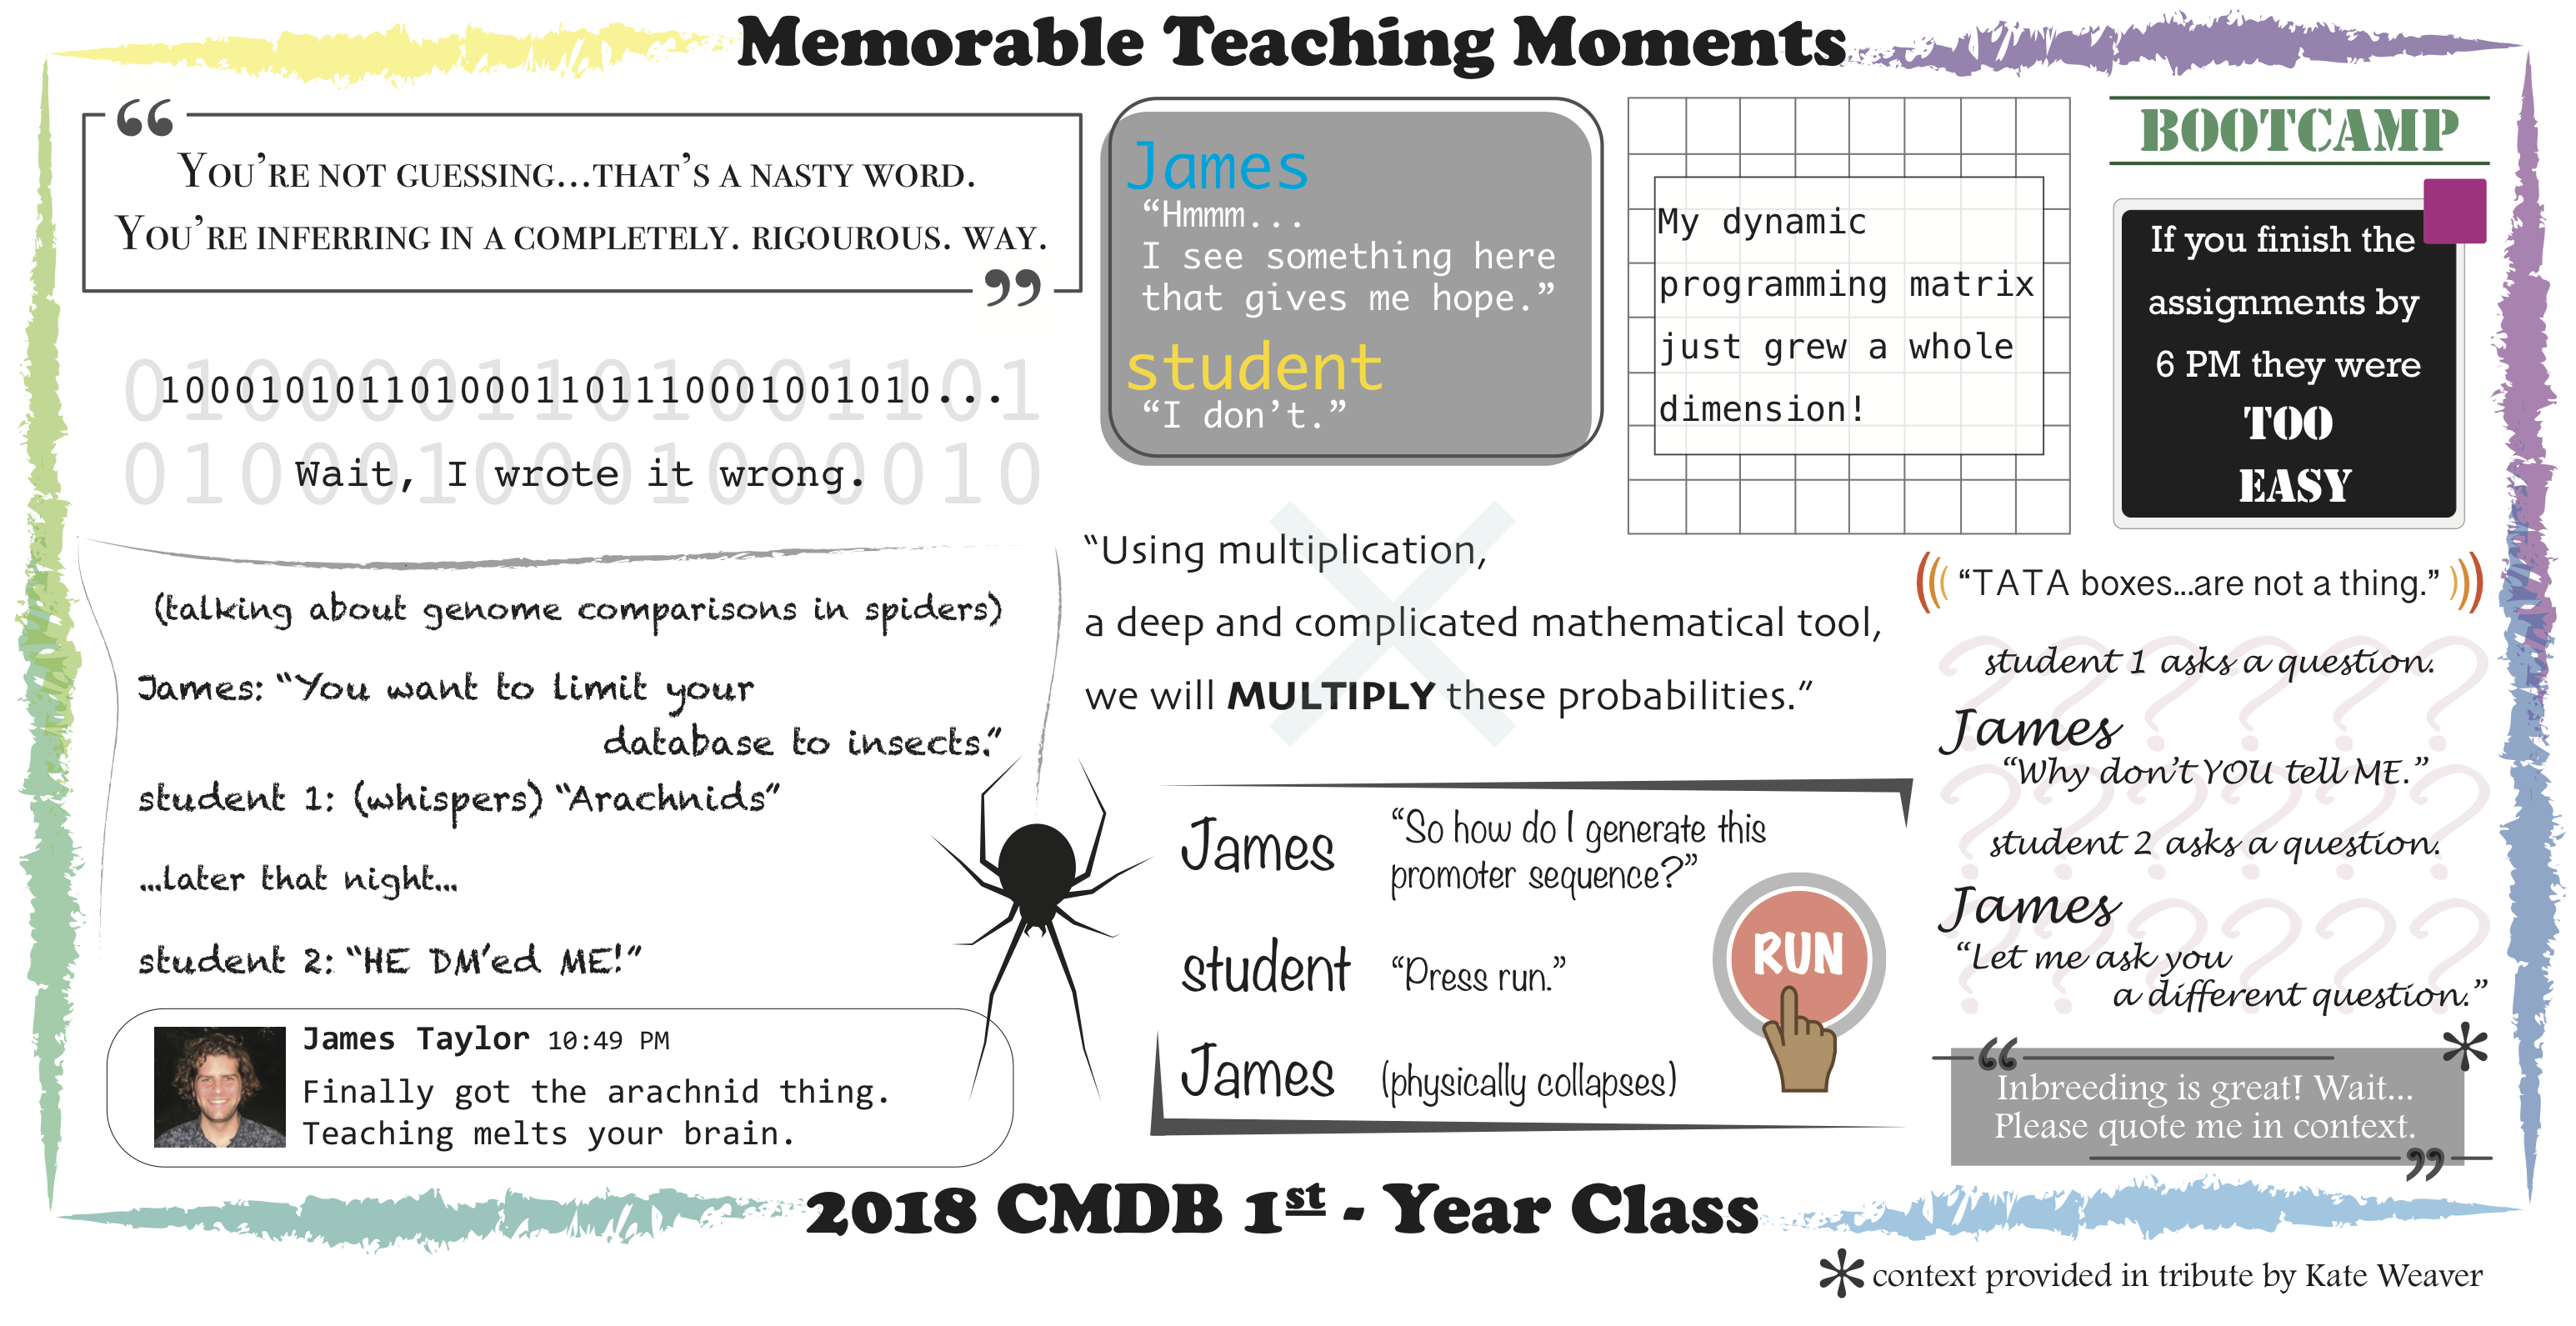 Memorable Teaching Moments
“
You’re not guessing...that’s a nasty word.
You’re inferring in a completely. rigourous. way.
”
01000001101001101
1000101011010001101110001001010...
0100010001000010
Wait, I wrote it wrong.
James
“Hmmm...
I see something here
that gives me hope.”
student
“I don’t.”
My dynamic
programming matrix
just grew a whole
dimension!
BOOTCAMP
If you finish the
assignments by
6 PM they were
TOO
EASY
(talking about genome comparisons in spiders)
James: “You want to limit your
database to insects.”
student 1: (whispers) “Arachnids”
...later that night...
student 2: “HE DM’ed ME!”
James Taylor 10:49 PM
Finally got the arachnid thing.
Teaching melts your brain.
“Using multiplication,
a deep and complicated mathematical tool,
we will MULTIPLY these probabilities.”
James “So how do I generate this
promoter sequence?”
student “Press run.”
James (physically collapses)
RUN
((( “TATA boxes...are not a thing.” )))
student 1 asks a question.
James
“Why don’t YOU tell ME.”
student 2 asks a question.
James
“Let me ask you
a different question.”
“ *
Inbreeding is great! Wait...
Please quote me in context.
”
2018 CMDB 1st - Year Class
* context provided in tribute by Kate Weaver